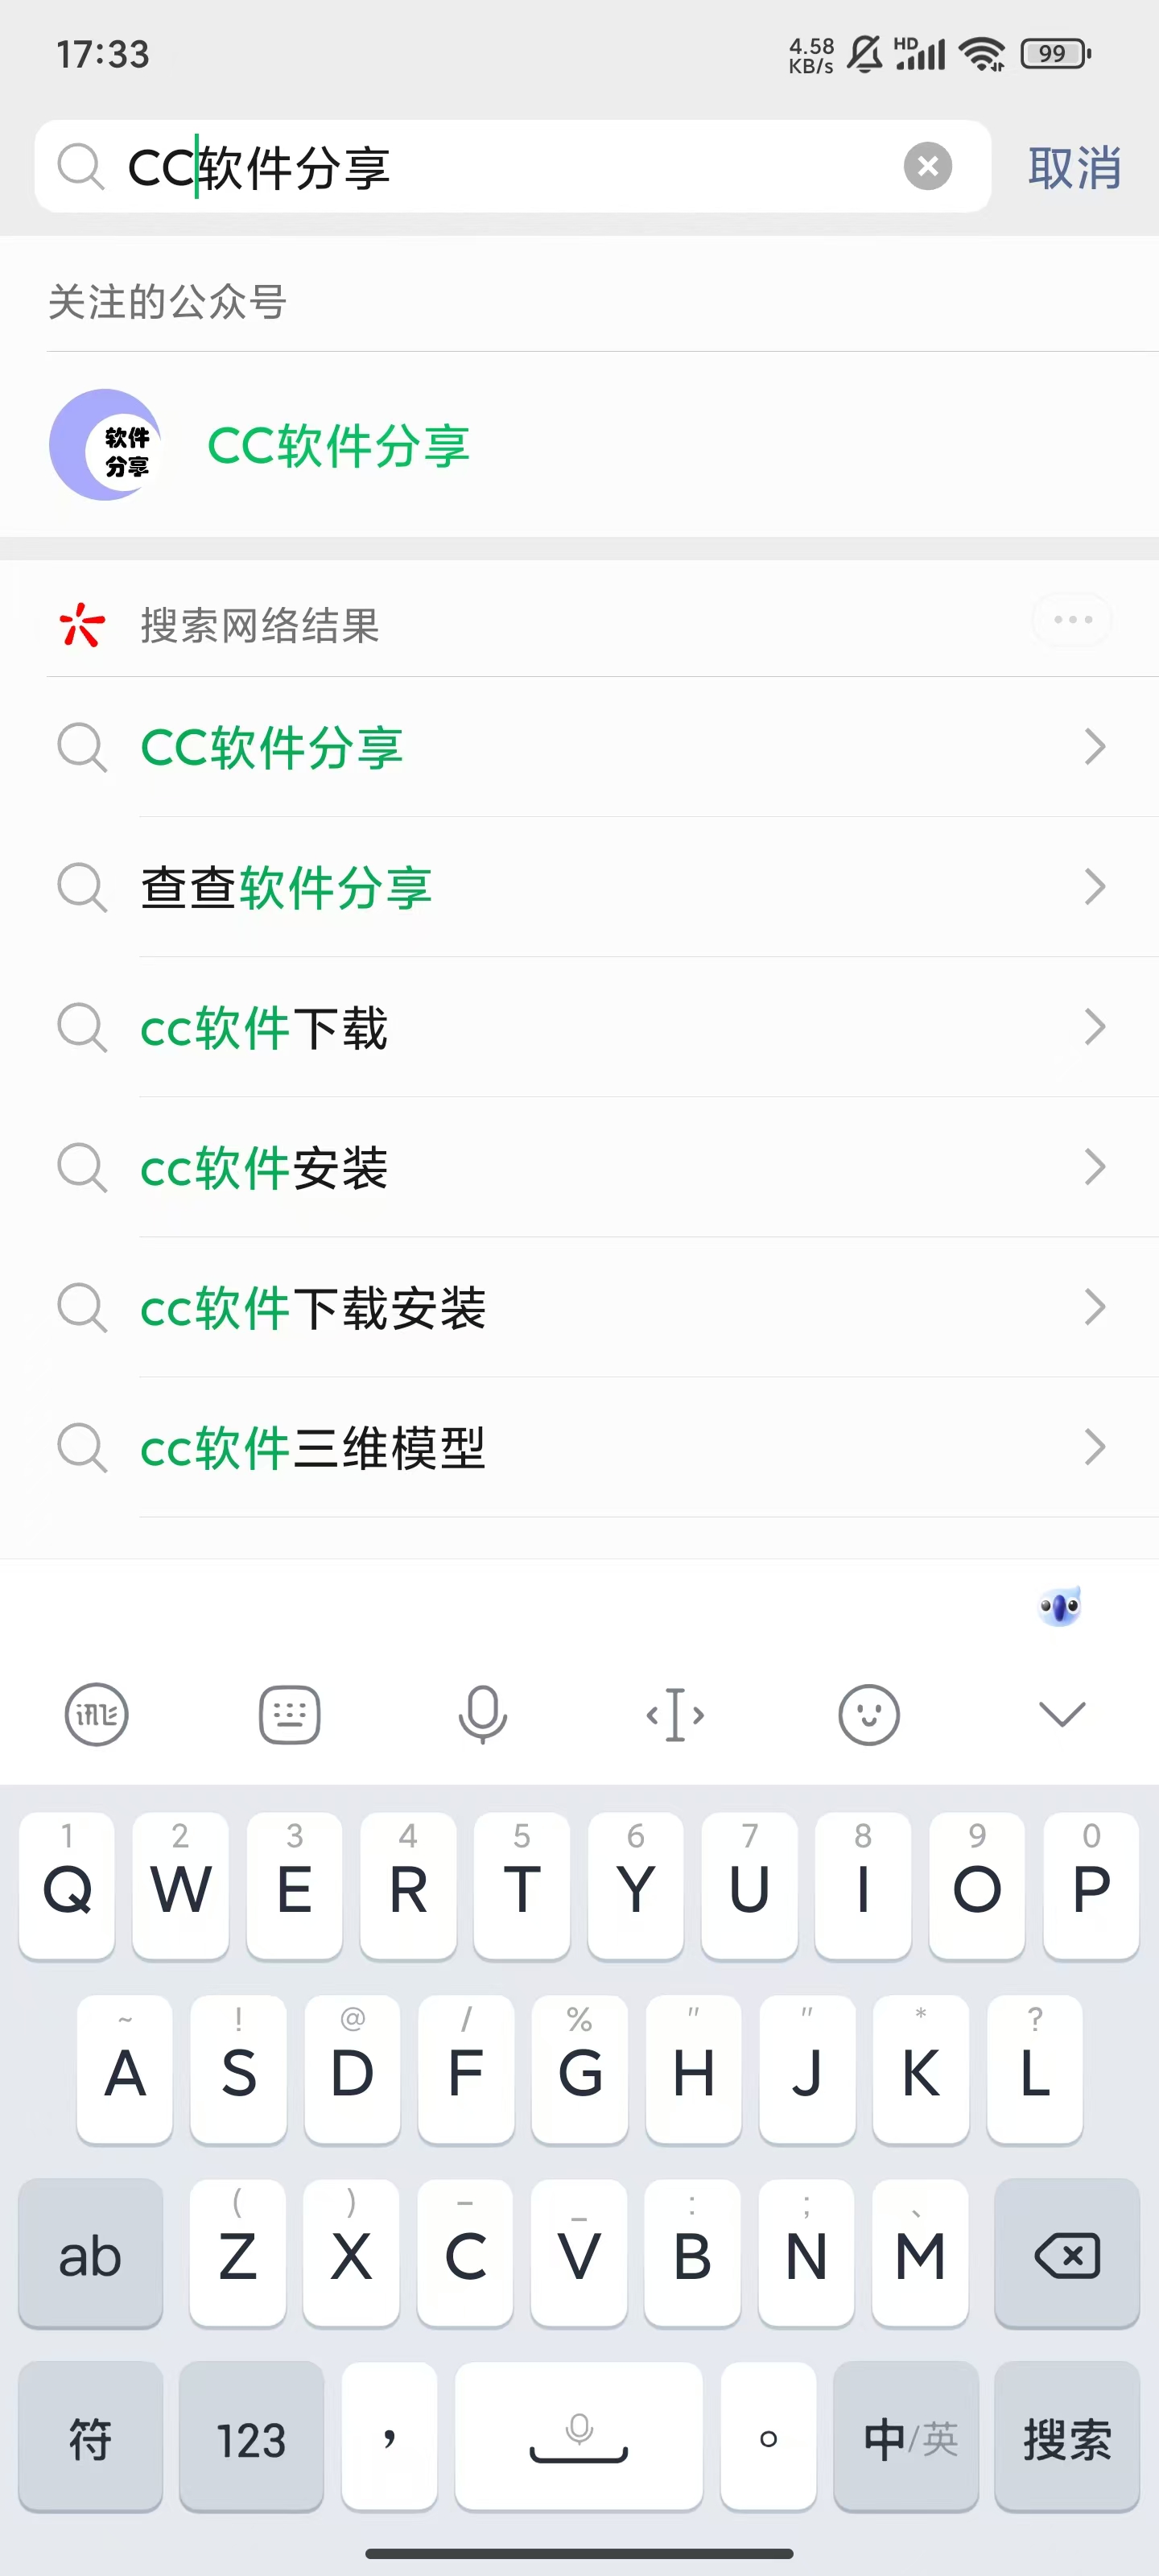 17:33
4.58 KB/s HD 99
CC软件分享 取消
关注的公众号
软件
分享
CC软件分享
搜索网络结果
CC软件分享
查查软件分享
cc软件下载
cc软件安装
cc软件下载安装
cc软件三维模型
讯飞
1 2 3 4 5 6 7 8 9 0
Q W E R T Y U I O P
~ ! @ / % " " * ?
A S D F G H J K L
( ) - _ : ; 、
ab Z X C V B N M
符 123 , 。 中/英 搜索